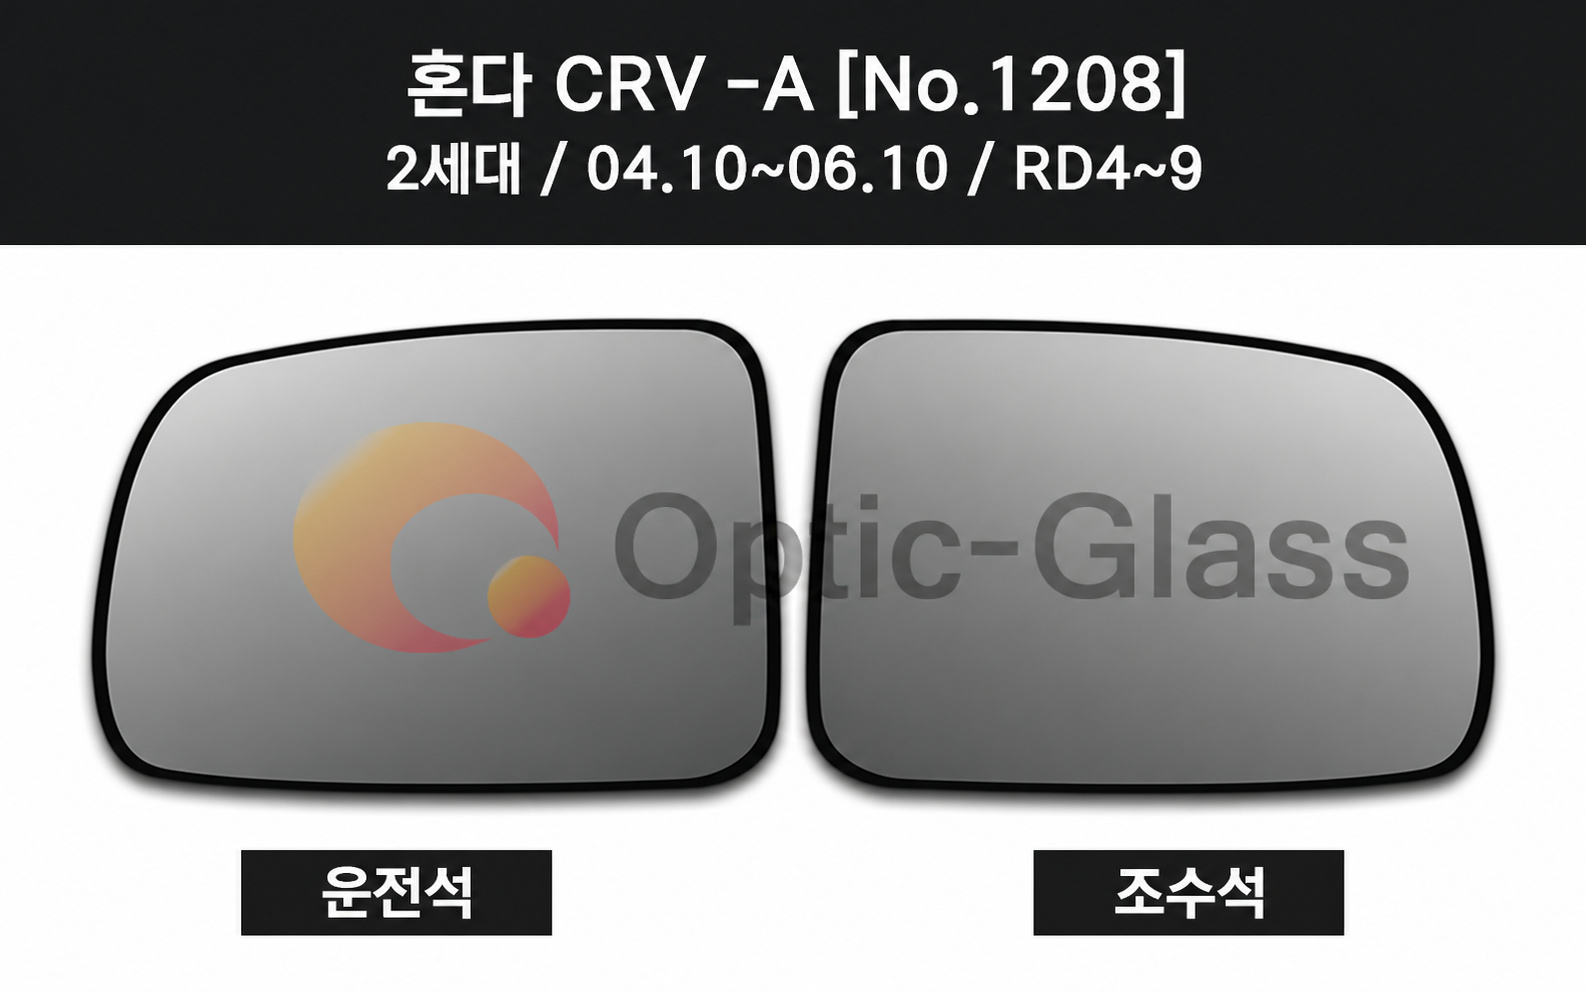 혼다 CRV -A [No.1208]
2세대 / 04.10~06.10 / RD4~9
Optic-Glass
운전석
조수석